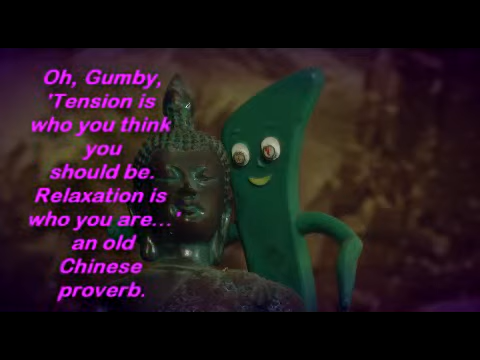 Oh, Gumby,
'Tension is
who you think
you
should be.
Relaxation is
who you are...'
an old
Chinese
proverb.